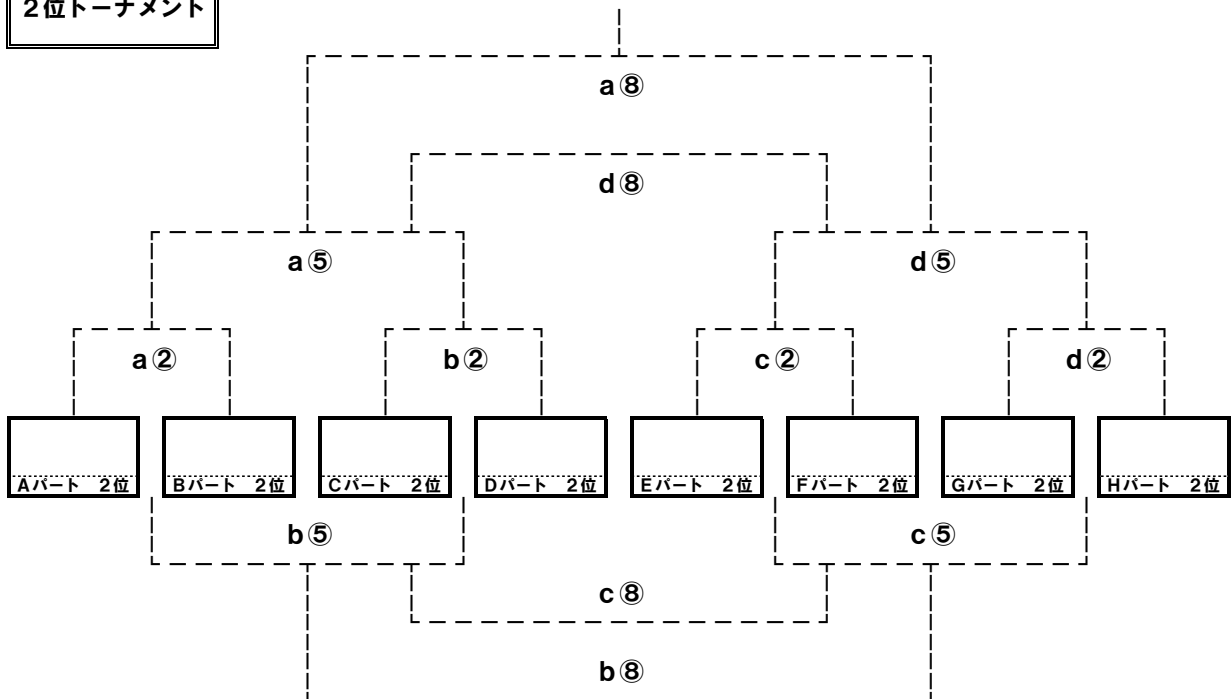 ２位トーナメント
a⑧
d⑧
a⑤ d⑤
a② b② c② d②
Aパート　2位 Bパート　2位 Cパート　2位 Dパート　2位 Eパート　2位 Fパート　2位 Gパート　2位 Hパート　2位
b⑤ c⑤
c⑧
b⑧